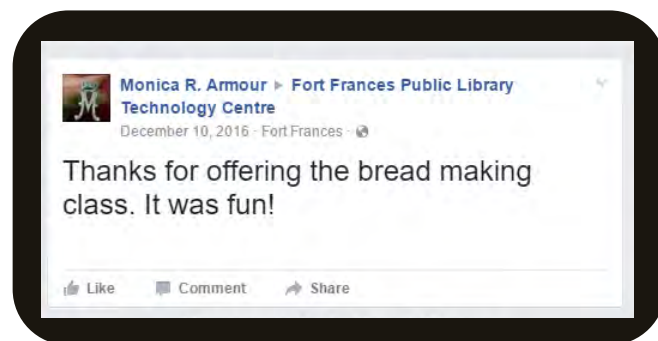 Monica R. Armour ▸ Fort Frances Public Library
Technology Centre
December 10, 2016 · Fort Frances ·
Thanks for offering the bread making
class. It was fun!
Like Comment Share